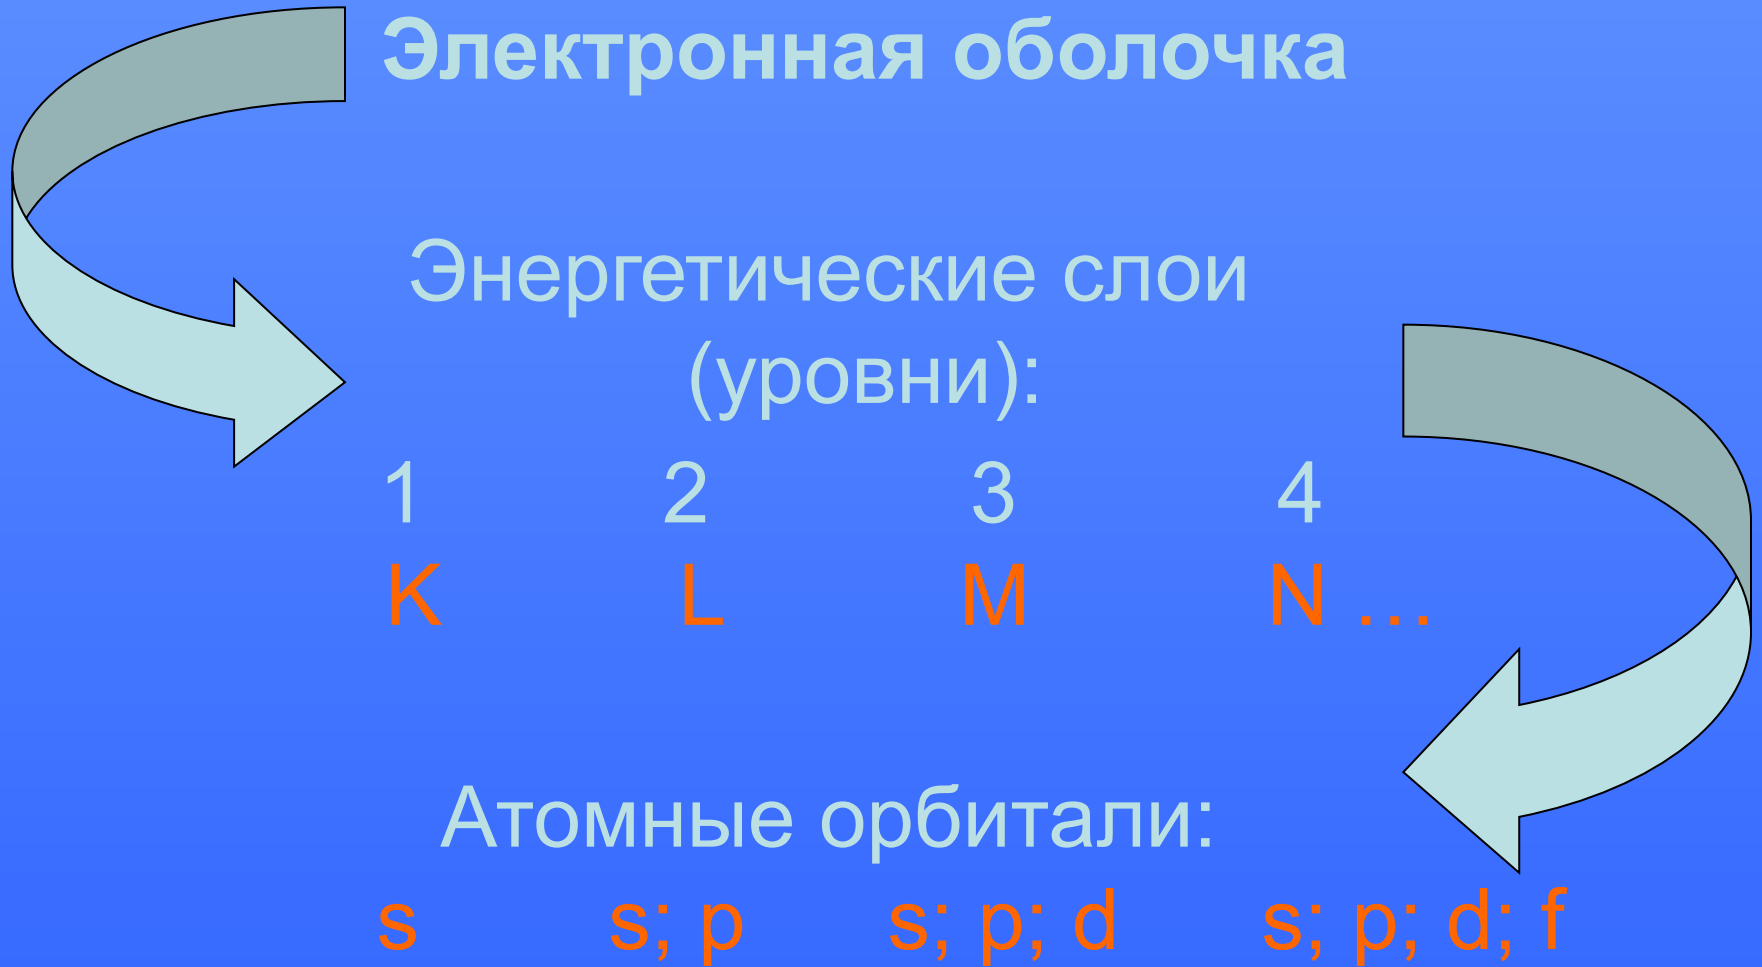 Электронная оболочка
Энергетические слои
(уровни):
1 2 3 4
K L M N ...
Атомные орбитали:
s s; p s; p; d s; p; d; f